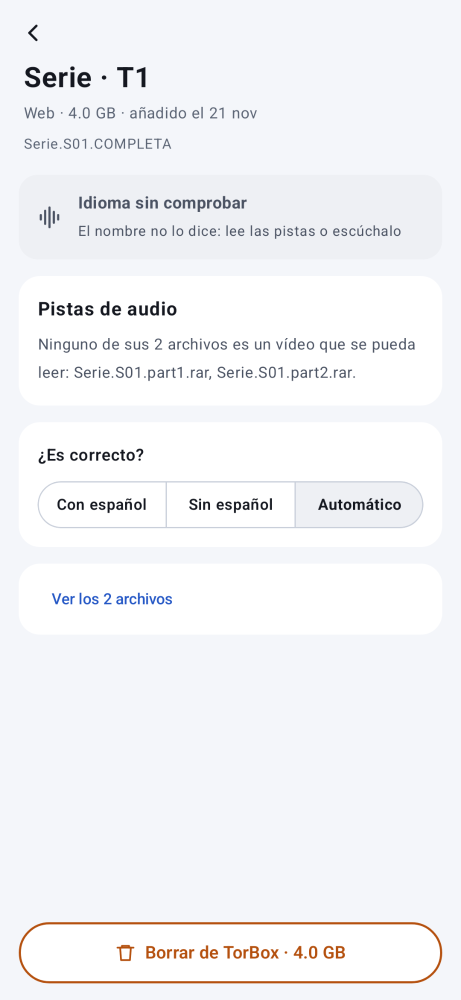 Serie · T1
Web · 4.0 GB · añadido el 21 nov
Serie.S01.COMPLETA
Idioma sin comprobar
El nombre no lo dice: lee las pistas o escúchalo
Pistas de audio
Ninguno de sus 2 archivos es un vídeo que se pueda
leer: Serie.S01.part1.rar, Serie.S01.part2.rar.
¿Es correcto?
Con español
Sin español
Automático
Ver los 2 archivos
Borrar de TorBox · 4.0 GB